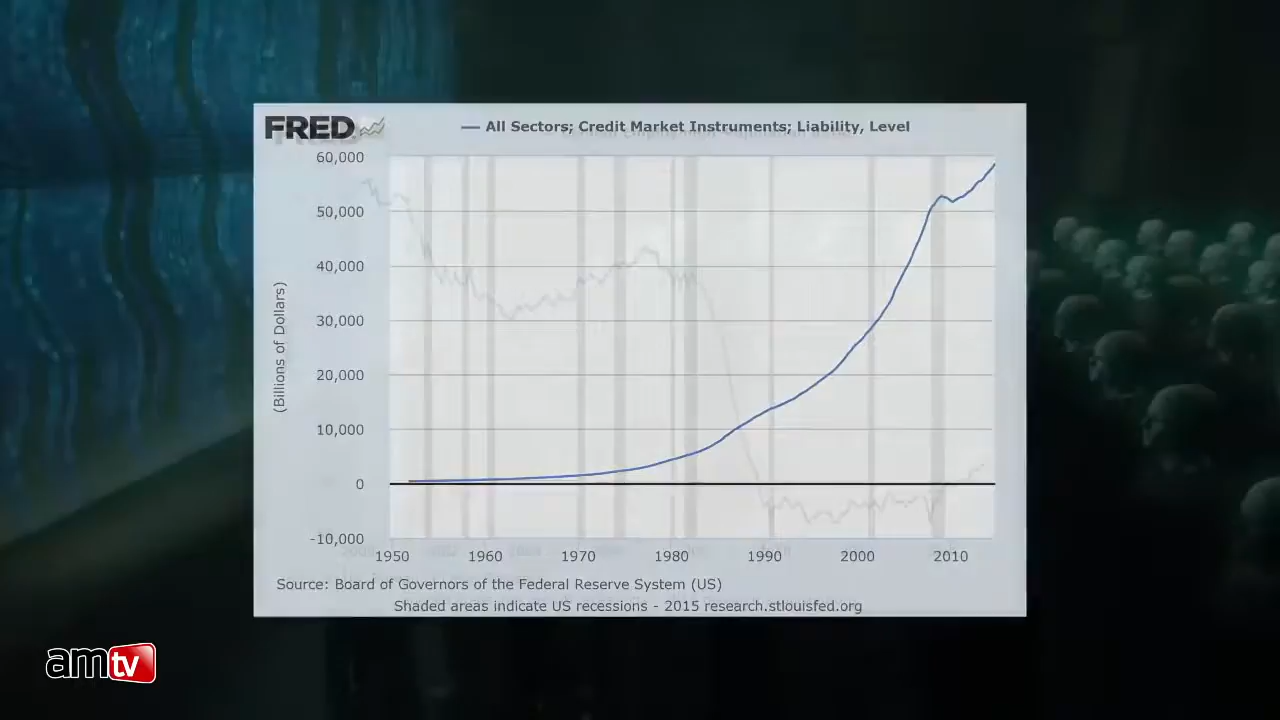 FRED
All Sectors; Credit Market Instruments; Liability, Level
60,000
50,000
40,000
30,000
20,000
10,000
0
-10,000
(Billions of Dollars)
1950 1960 1970 1980 1990 2000 2010
Source: Board of Governors of the Federal Reserve System (US)
Shaded areas indicate US recessions - 2015 research.stlouisfed.org
amtv